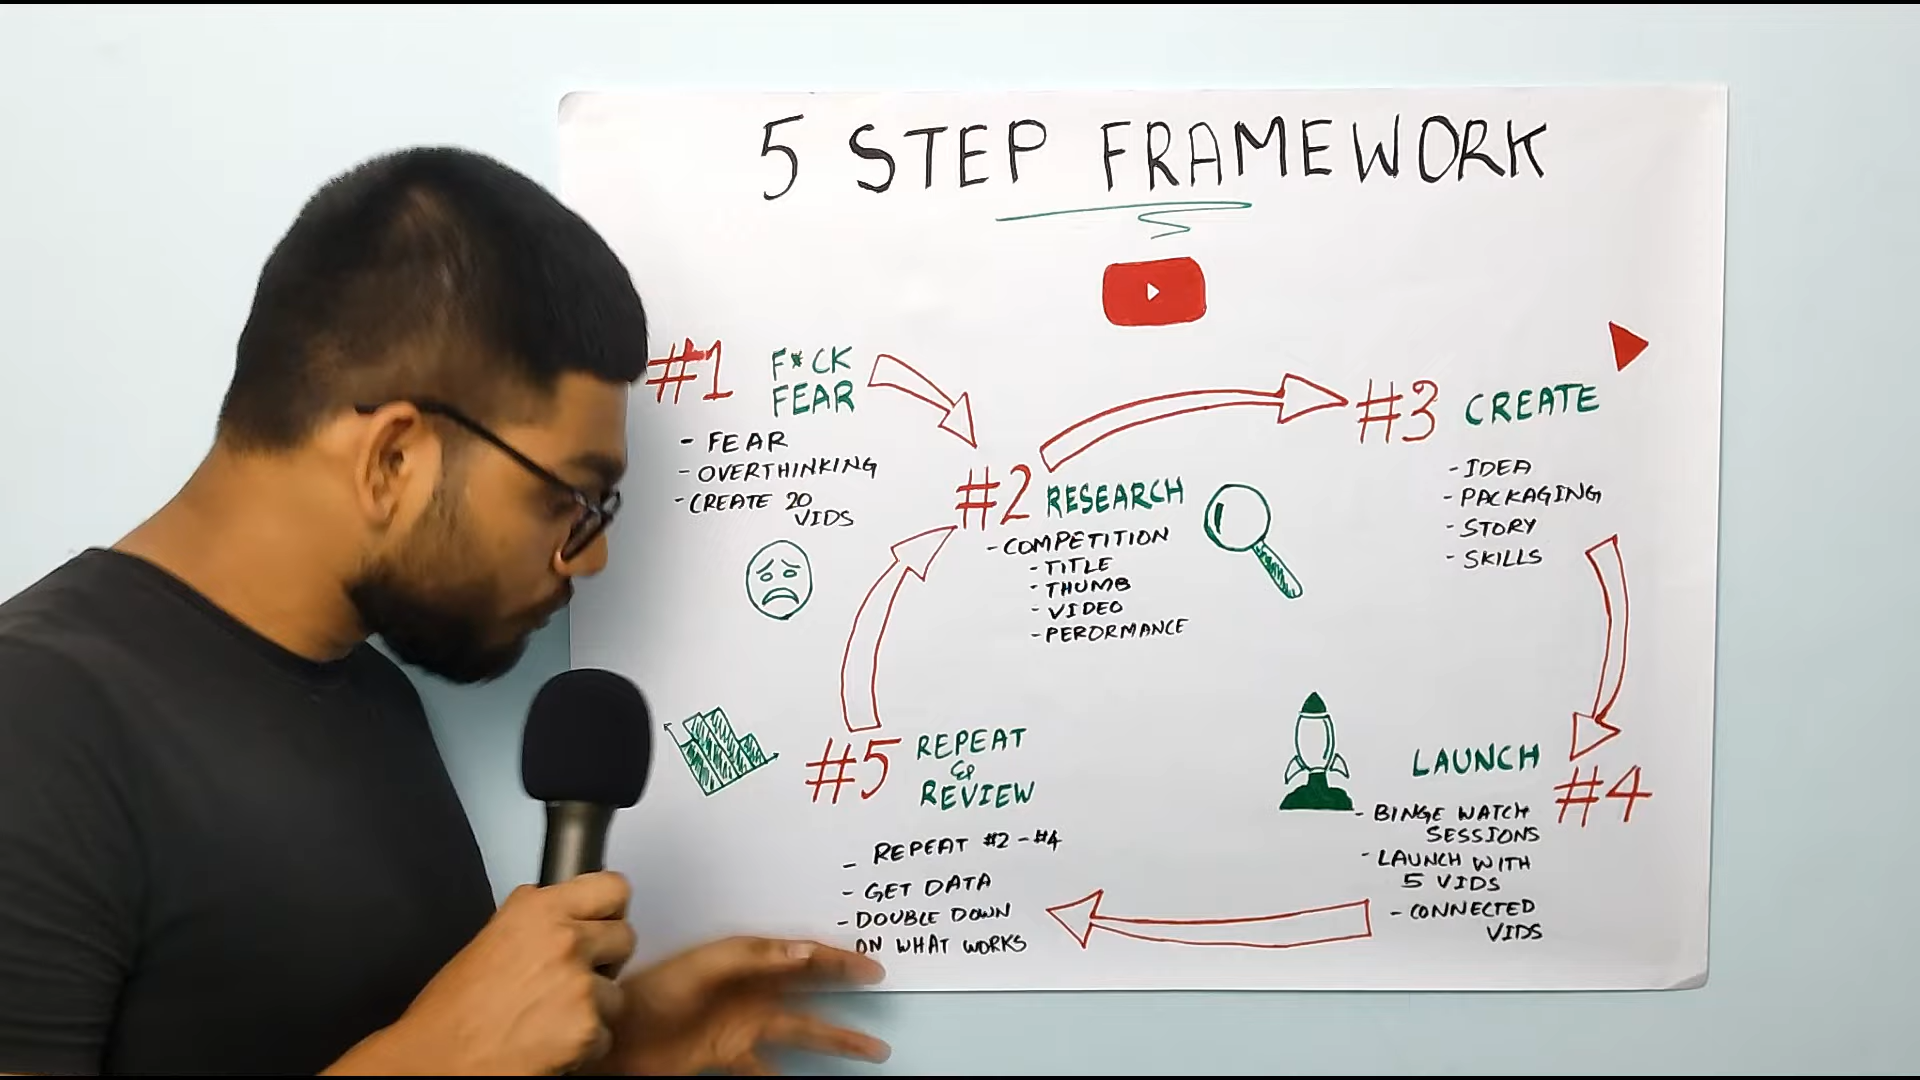 5 STEP FRAMEWORK
#1 F*CK
FEAR
- FEAR
- OVERTHINKING
- CREATE 20
VIDS
#2 RESEARCH
- COMPETITION
- TITLE
- THUMB
- VIDEO
- PERORMANCE
#3 CREATE
- IDEA
- PACKAGING
- STORY
- SKILLS
LAUNCH #4
- BINGE WATCH
SESSIONS
- LAUNCH WITH
5 VIDS
- CONNECTED
VIDS
#5 REPEAT
&
REVIEW
- REPEAT #2-#4
- GET DATA
- DOUBLE DOWN
ON WHAT WORKS